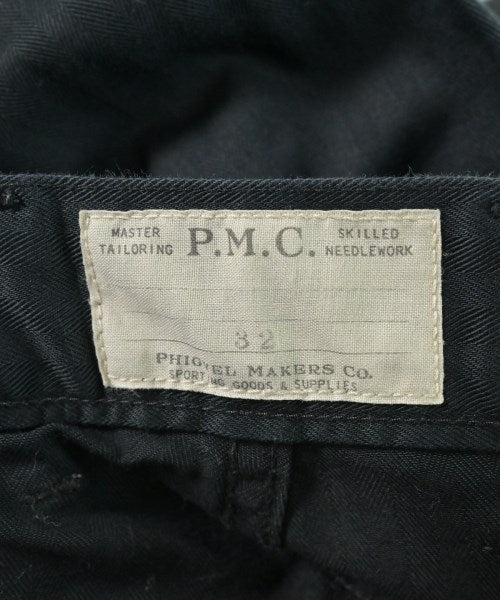 MASTER TAILORING
P.M.C.
SKILLED NEEDLEWORK
32
PHIGVEL MAKERS CO.
SPORTING GOODS & SUPPLIES